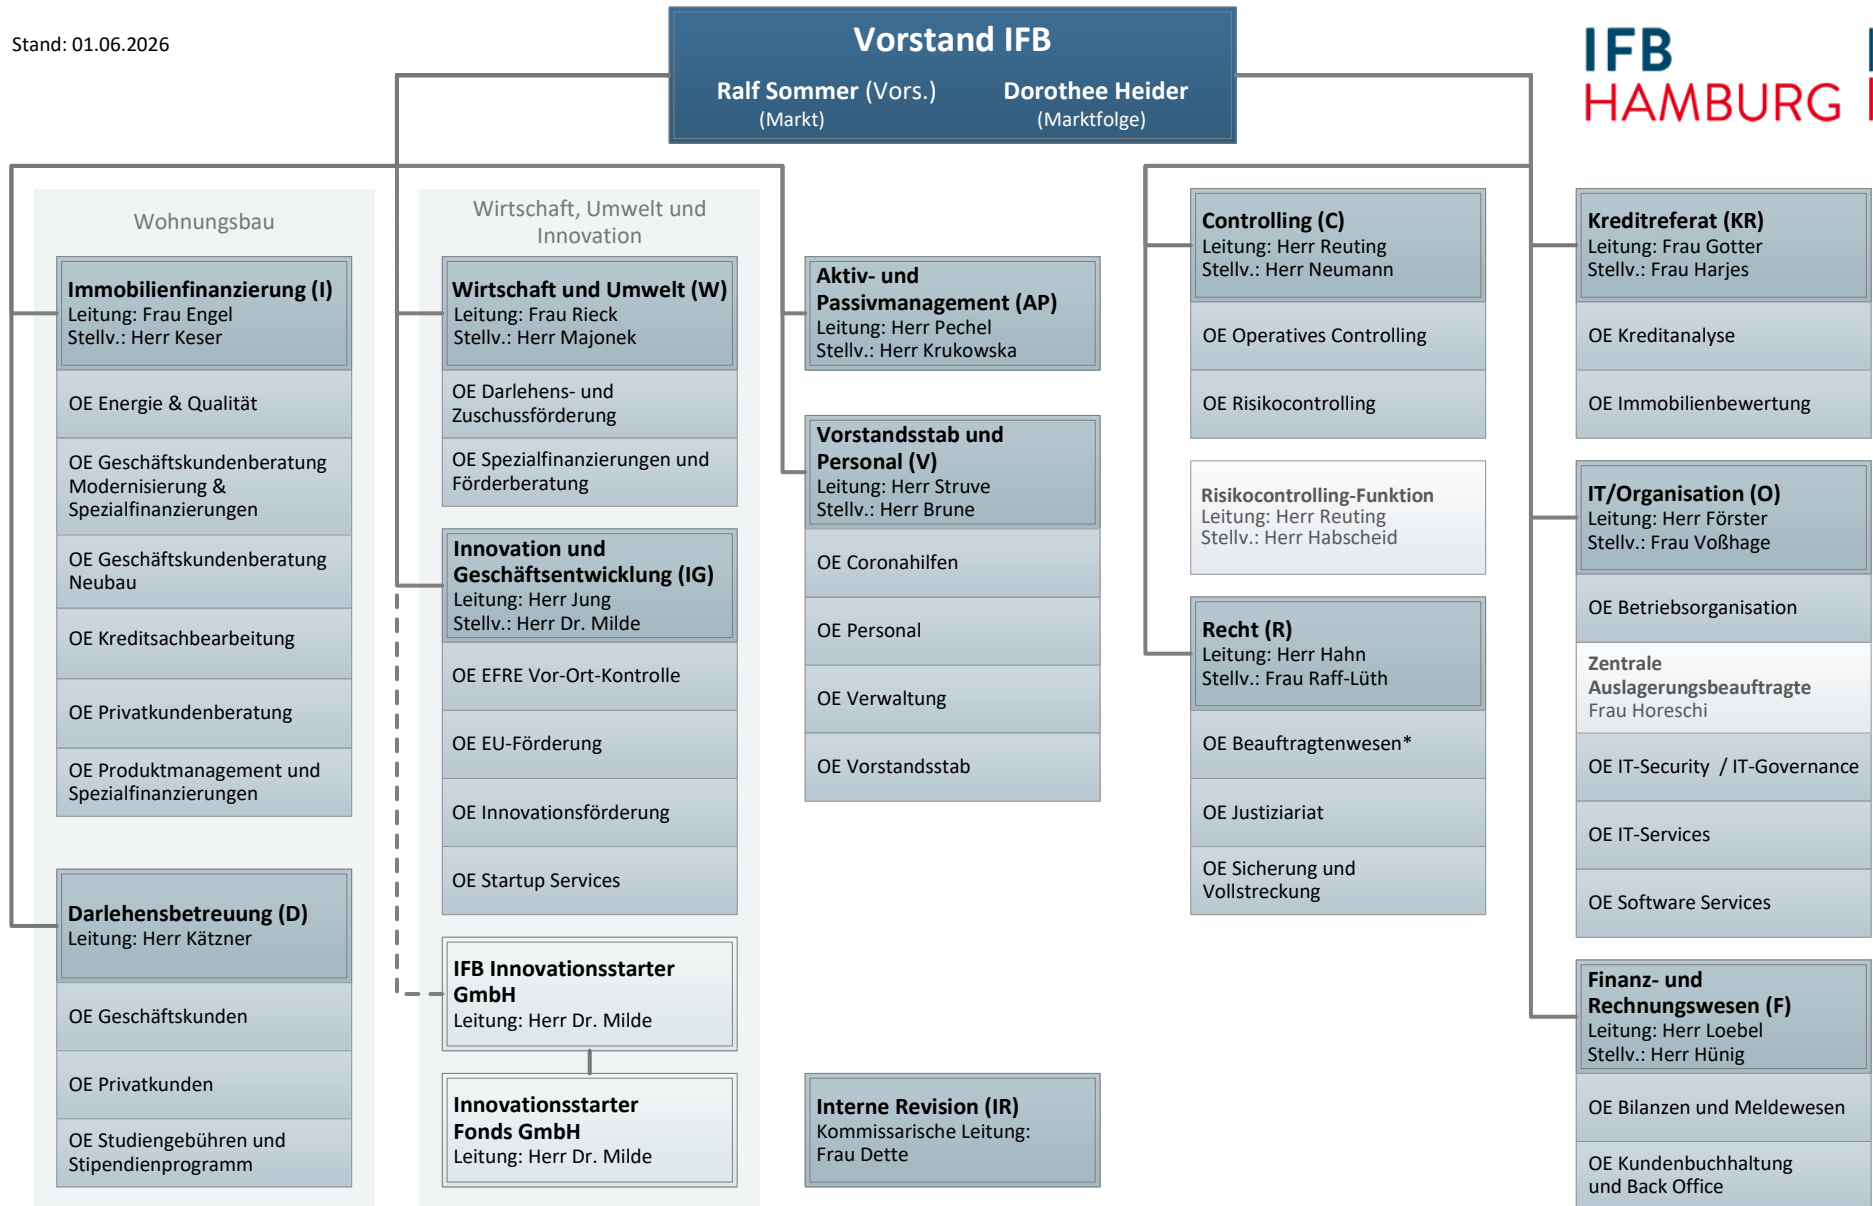 Stand: 01.06.2026
Vorstand IFB
Ralf Sommer (Vors.)
(Markt)
Dorothee Heider
(Marktfolge)
IFB
HAMBURG
Wohnungsbau
Immobilienfinanzierung (I)
Leitung: Frau Engel
Stellv.: Herr Keser
OE Energie & Qualität
OE Geschäftskundenberatung
Modernisierung &
Spezialfinanzierungen
OE Geschäftskundenberatung
Neubau
OE Kreditsachbearbeitung
OE Privatkundenberatung
OE Produktmanagement und
Spezialfinanzierungen
Darlehensbetreuung (D)
Leitung: Herr Kätzner
OE Geschäftskunden
OE Privatkunden
OE Studiengebühren und
Stipendienprogramm
Wirtschaft, Umwelt und
Innovation
Wirtschaft und Umwelt (W)
Leitung: Frau Rieck
Stellv.: Herr Majonek
OE Darlehens- und
Zuschussförderung
OE Spezialfinanzierungen und
Förderberatung
Innovation und
Geschäftsentwicklung (IG)
Leitung: Herr Jung
Stellv.: Herr Dr. Milde
OE EFRE Vor-Ort-Kontrolle
OE EU-Förderung
OE Innovationsförderung
OE Startup Services
IFB Innovationsstarter
GmbH
Leitung: Herr Dr. Milde
Innovationsstarter
Fonds GmbH
Leitung: Herr Dr. Milde
Aktiv- und
Passivmanagement (AP)
Leitung: Herr Pechel
Stellv.: Herr Krukowska
Vorstandsstab und
Personal (V)
Leitung: Herr Struve
Stellv.: Herr Brune
OE Coronahilfen
OE Personal
OE Verwaltung
OE Vorstandsstab
Interne Revision (IR)
Kommissarische Leitung:
Frau Dette
Controlling (C)
Leitung: Herr Reuting
Stellv.: Herr Neumann
OE Operatives Controlling
OE Risikocontrolling
Risikocontrolling-Funktion
Leitung: Herr Reuting
Stellv.: Herr Habscheid
Recht (R)
Leitung: Herr Hahn
Stellv.: Frau Raff-Lüth
OE Beauftragtenwesen*
OE Justiziariat
OE Sicherung und
Vollstreckung
Kreditreferat (KR)
Leitung: Frau Gotter
Stellv.: Frau Harjes
OE Kreditanalyse
OE Immobilienbewertung
IT/Organisation (O)
Leitung: Herr Förster
Stellv.: Frau Voßhage
OE Betriebsorganisation
Zentrale
Auslagerungsbeauftragte
Frau Horeschi
OE IT-Security / IT-Governance
OE IT-Services
OE Software Services
Finanz- und
Rechnungswesen (F)
Leitung: Herr Loebel
Stellv.: Herr Hünig
OE Bilanzen und Meldewesen
OE Kundenbuchhaltung
und Back Office